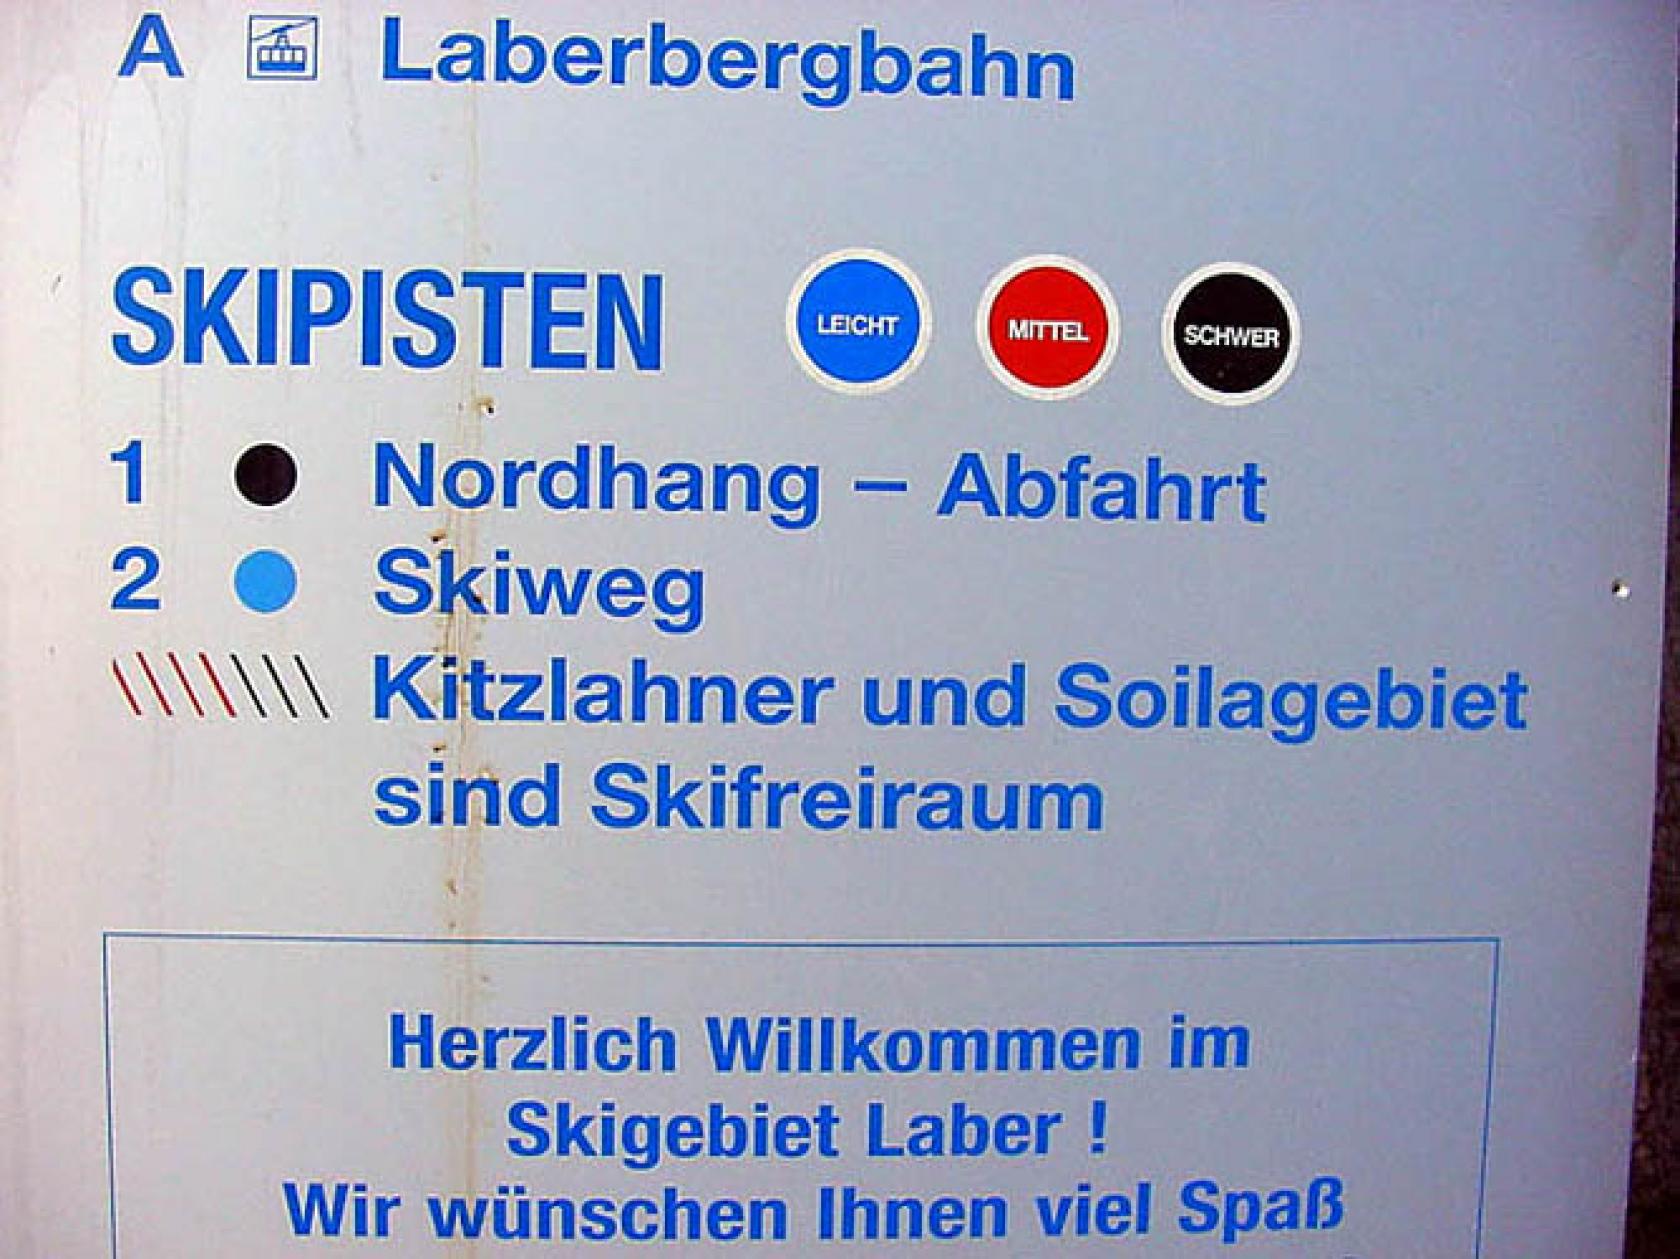 A Laberbergbahn
SKIPISTEN LEICHT MITTEL SCHWER
1 Nordhang – Abfahrt
2 Skiweg
Kitzlahner und Soilagebiet
sind Skifreiraum
Herzlich Willkommen im
Skigebiet Laber !
Wir wünschen Ihnen viel Spaß